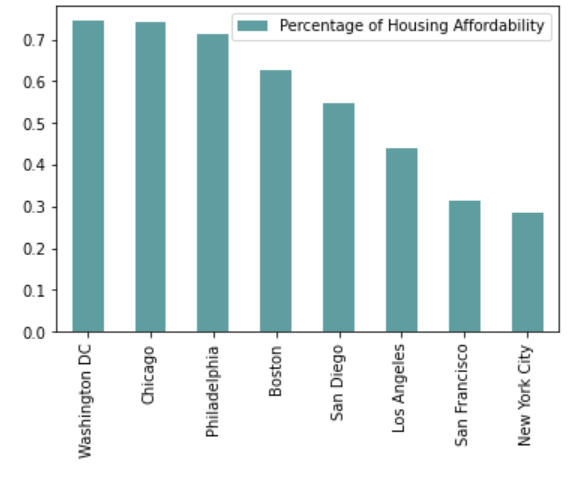 Percentage of Housing Affordability
0.7
0.6
0.5
0.4
0.3
0.2
0.1
0.0
Washington DC
Chicago
Philadelphia
Boston
San Diego
Los Angeles
San Francisco
New York City